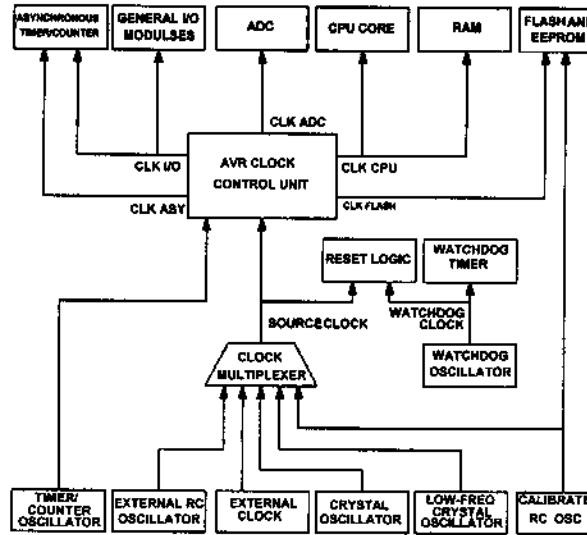 ASYNCHRONOUS
TIMER/COUNTER
GENERAL I/O
MODULSES
ADC
CPU CORE
RAM
FLASH AND
EEPROM
CLK ADC
CLK I/O
AVR CLOCK
CONTROL UNIT
CLK CPU
CLK ASY
CLK FLASH
RESET LOGIC
WATCHDOG
TIMER
SOURCE CLOCK
WATCHDOG
CLOCK
CLOCK
MULTIPLEXER
WATCHDOG
OSCILLATOR
TIMER/
COUNTER
OSCILLATOR
EXTERNAL RC
OSCILLATOR
EXTERNAL
CLOCK
CRYSTAL
OSCILLATOR
LOW-FREQ
CRYSTAL
OSCILLATOR
CALIBRATE
RC OSC